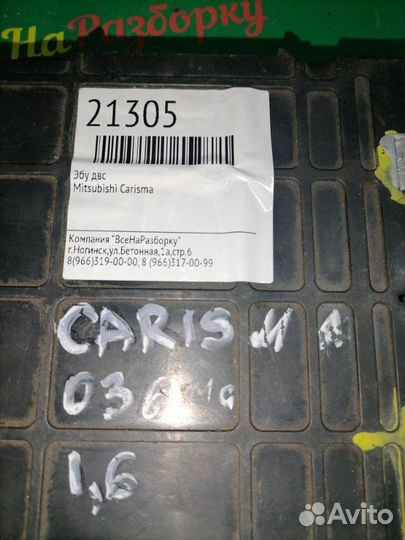 НаРазборку
21305
Эбу двс
Mitsubishi Carisma
Компания "ВсеНаРазборку"
г.Ногинск,ул.Бетонная,1а,стр.6
8(966)319-00-00, 8 (966)317-00-99
CARISMA
036
1,6
Avito